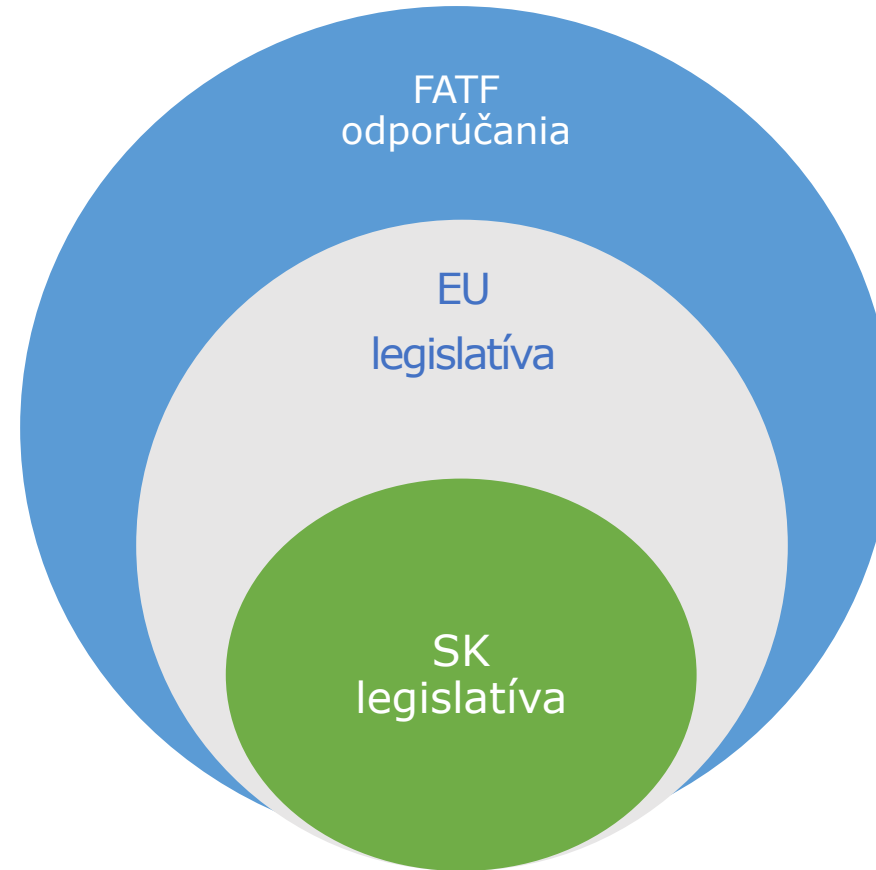 FATF
odporúčania
EU
legislatíva
SK
legislatíva